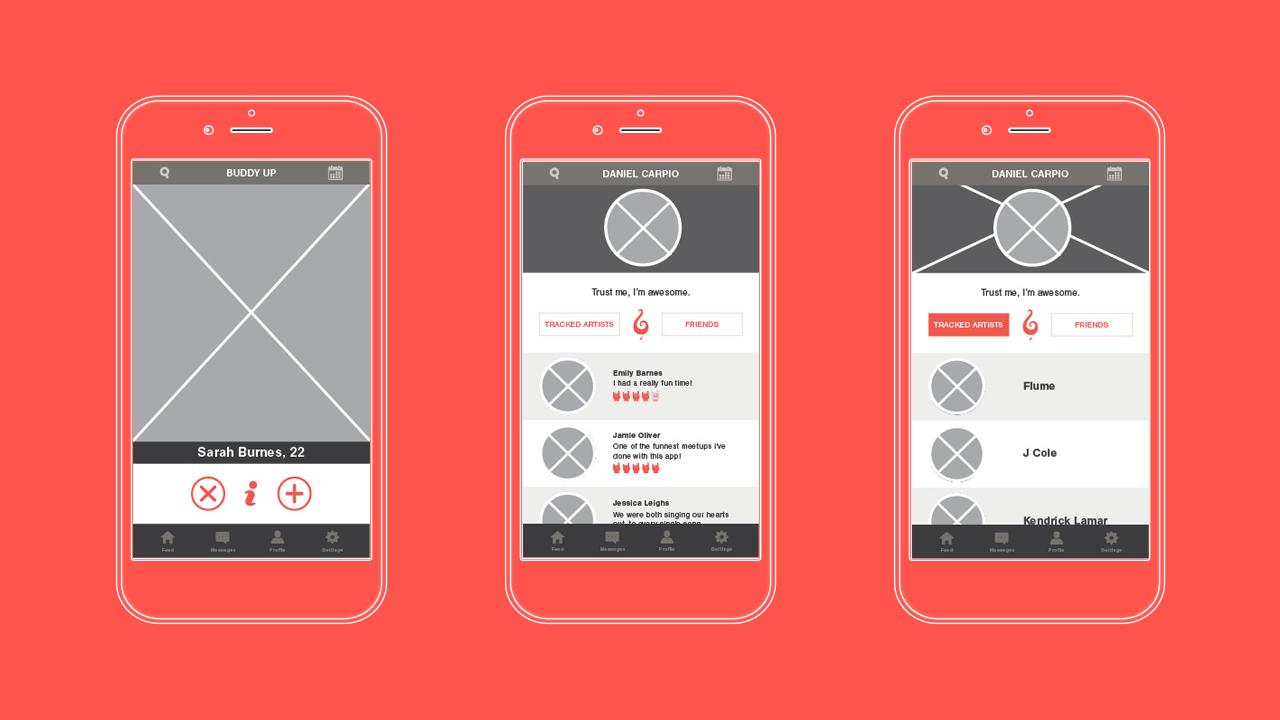 BUDDY UP
Sarah Burnes, 22
Feed
Messages
Profile
Settings
DANIEL CARPIO
Trust me, I'm awesome.
TRACKED ARTISTS
FRIENDS
Emily Barnes
I had a really fun time!
Jamie Oliver
One of the funnest meetups I've
done with this app!
Jessica Leighs
We were both singing our hearts
out to every single song
Feed
Messages
Profile
Settings
DANIEL CARPIO
Trust me, I'm awesome.
TRACKED ARTISTS
FRIENDS
Flume
J Cole
Kendrick Lamar
Feed
Messages
Profile
Settings